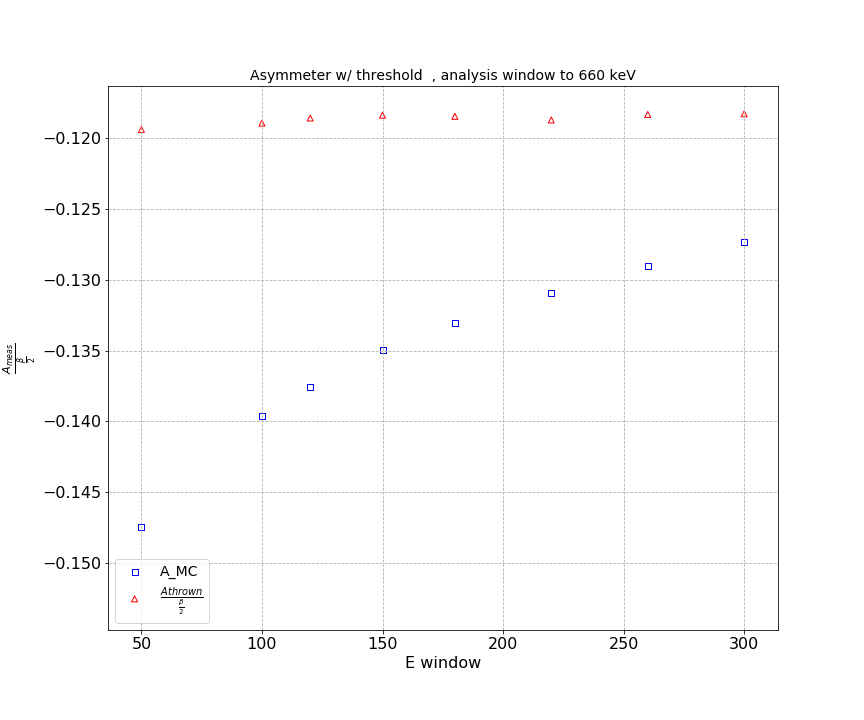 Asymmeter w/ threshold , analysis window to 660 keV
−0.120
−0.125
−0.130
−0.135
−0.140
−0.145
−0.150
A_meas
β
2
A_MC
Athrown
β
2
50 100 150 200 250 300
E window